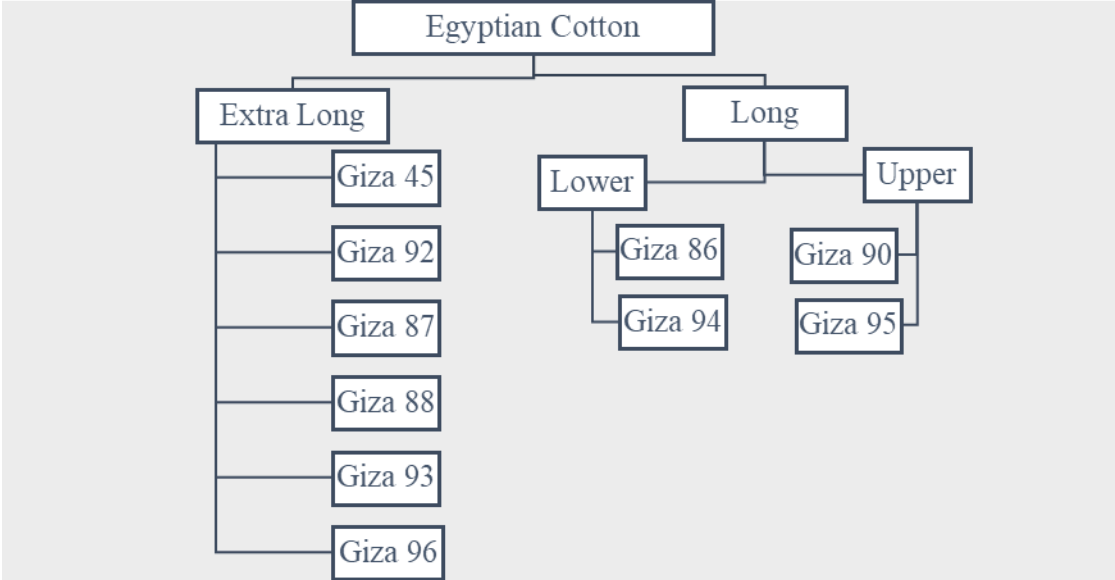 Egyptian Cotton
Extra Long
Giza 45
Giza 92
Giza 87
Giza 88
Giza 93
Giza 96
Long
Lower
Giza 86
Giza 94
Upper
Giza 90
Giza 95